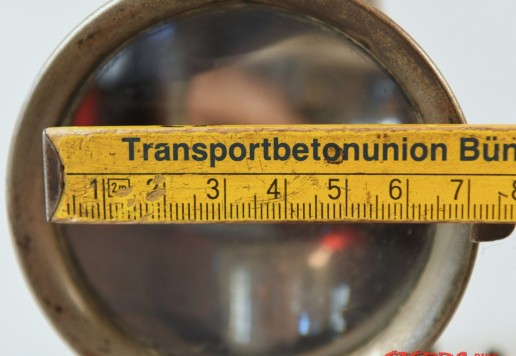 Transportbetonunion Bün
1 2m 2 3 4 5 6 7 8